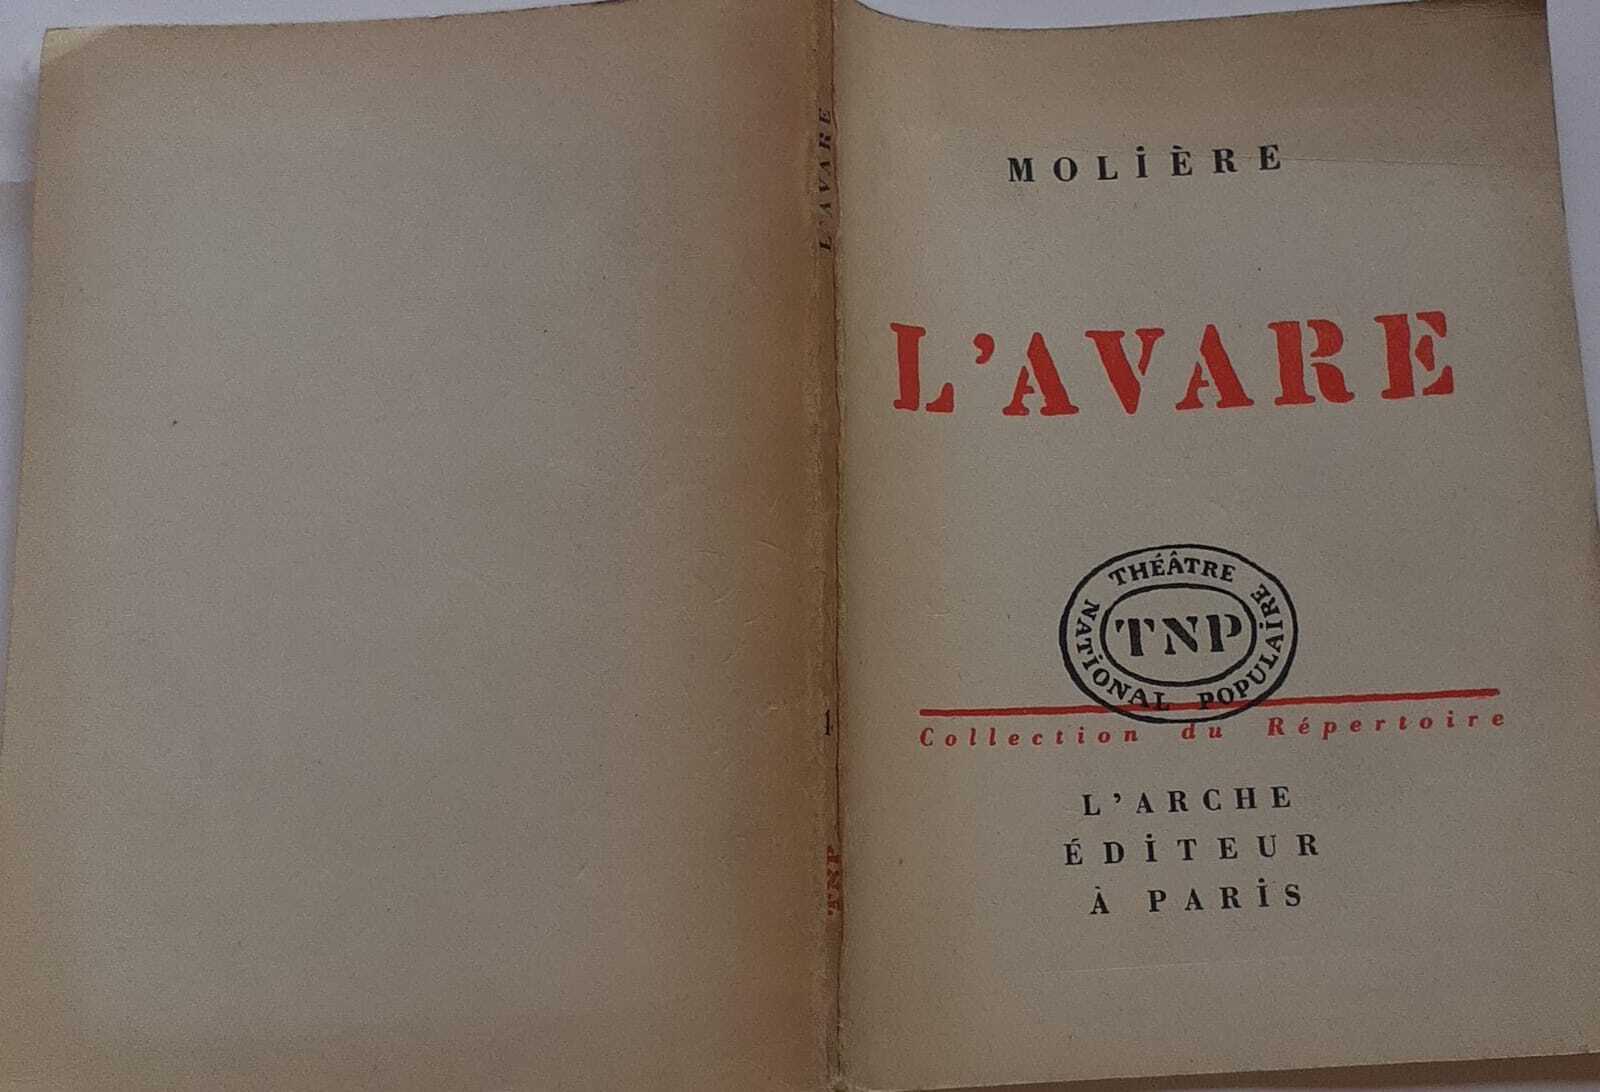 L'AVARE
1
TNP
MOLiÈRE
L'AVARE
THÉÂTRE
NATiONAL POPULAiRE
TNP
Collection du Répertoire
L'ARCHE
ÉDiTEUR
À PARiS